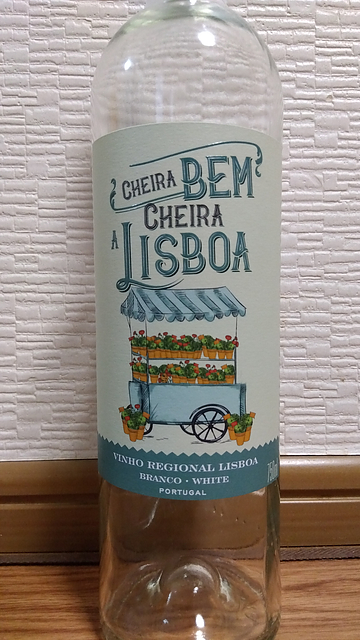 CHEIRA BEM
CHEIRA
A LISBOA
VINHO REGIONAL LISBOA
BRANCO • WHITE
PORTUGAL